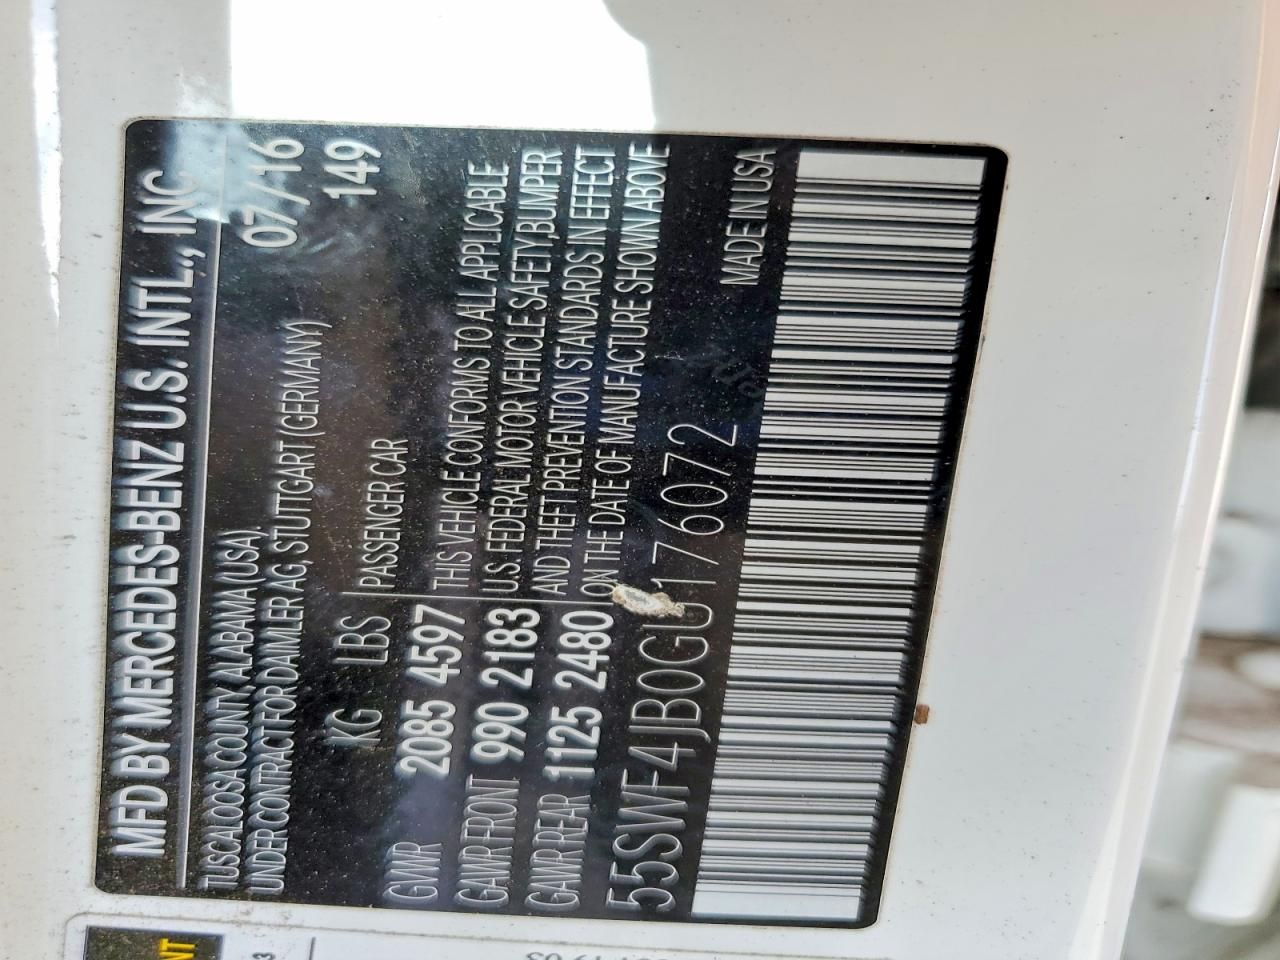 MFD BY MERCEDES-BENZ U.S. INTL., INC
TUSCALOOSA COUNTY, ALABAMA (USA). 07/16
UNDER CONTRACT FOR DAIMLER AG, STUTTGART (GERMANY)
KG LBS 149
PASSENGER CAR
GVWR 2085 4597 THIS VEHICLE CONFORMS TO ALL APPLICABLE
GAWR FRONT 990 2183 U.S. FEDERAL MOTOR VEHICLE SAFETY, BUMPER
GAWR REAR 1125 2480 AND THEFT PREVENTION STANDARDS IN EFFECT
ON THE DATE OF MANUFACTURE SHOWN ABOVE
55SWF4JB0GU176072 MADE IN USA
NT
3